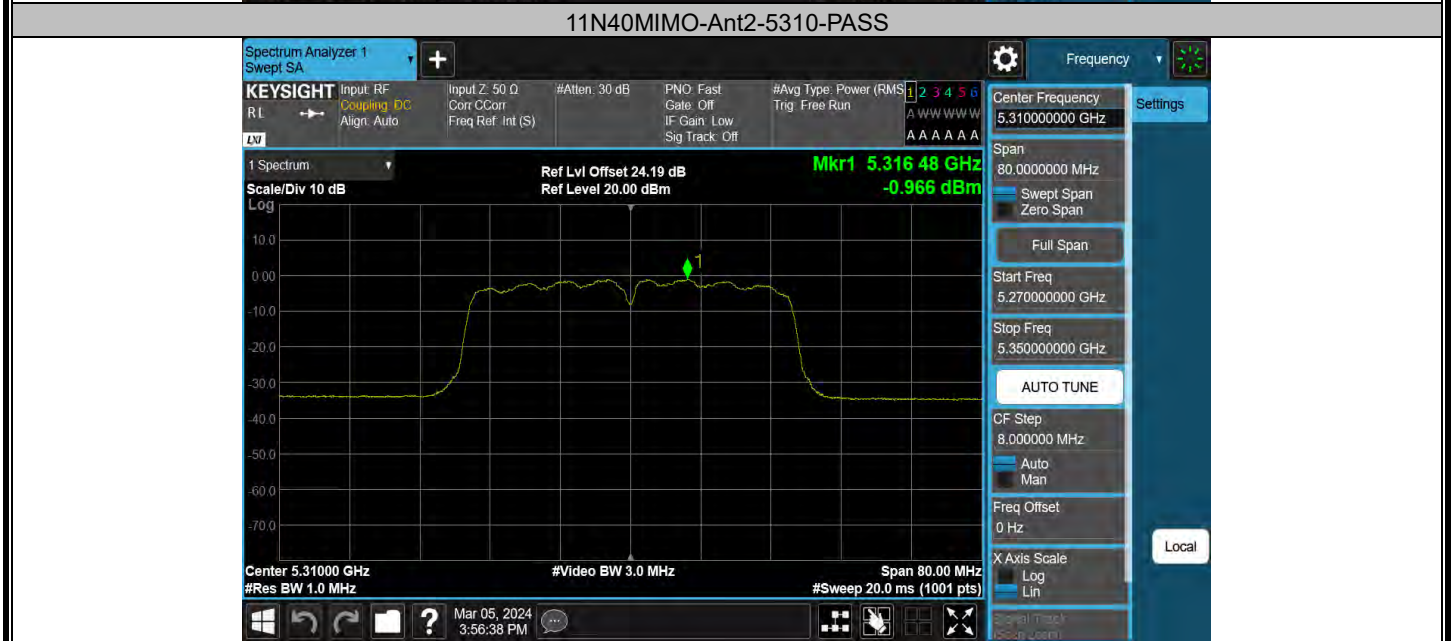 11N40MIMO-Ant2-5310-PASS
Spectrum Analyzer 1
Swept SA
Frequency
KEYSIGHT
RL
LXI
Input: RF
Coupling: DC
Align: Auto
Input Z: 50 Ω
Corr CCorr
Freq Ref: Int (S)
#Atten: 30 dB
PNO: Fast
Gate: Off
IF Gain: Low
Sig Track: Off
#Avg Type: Power (RMS
Trig: Free Run
1 2 3 4 5 6
A W W W W W
A A A A A A
Center Frequency
5.310000000 GHz
Settings
1 Spectrum
Scale/Div 10 dB
Log
Ref Lvl Offset 24.19 dB
Ref Level 20.00 dBm
Mkr1 5.316 48 GHz
-0.966 dBm
Span
80.0000000 MHz
Swept Span
Zero Span
Full Span
Start Freq
5.270000000 GHz
Stop Freq
5.350000000 GHz
AUTO TUNE
CF Step
8.000000 MHz
Auto
Man
Freq Offset
0 Hz
X Axis Scale
Log
Lin
Local
10.0
0.00
-10.0
-20.0
-30.0
-40.0
-50.0
-60.0
-70.0
1
Center 5.31000 GHz
#Res BW 1.0 MHz
#Video BW 3.0 MHz
Span 80.00 MHz
#Sweep 20.0 ms (1001 pts)
?
Mar 05, 2024
3:56:38 PM
Signal Track
(Span Zoom)